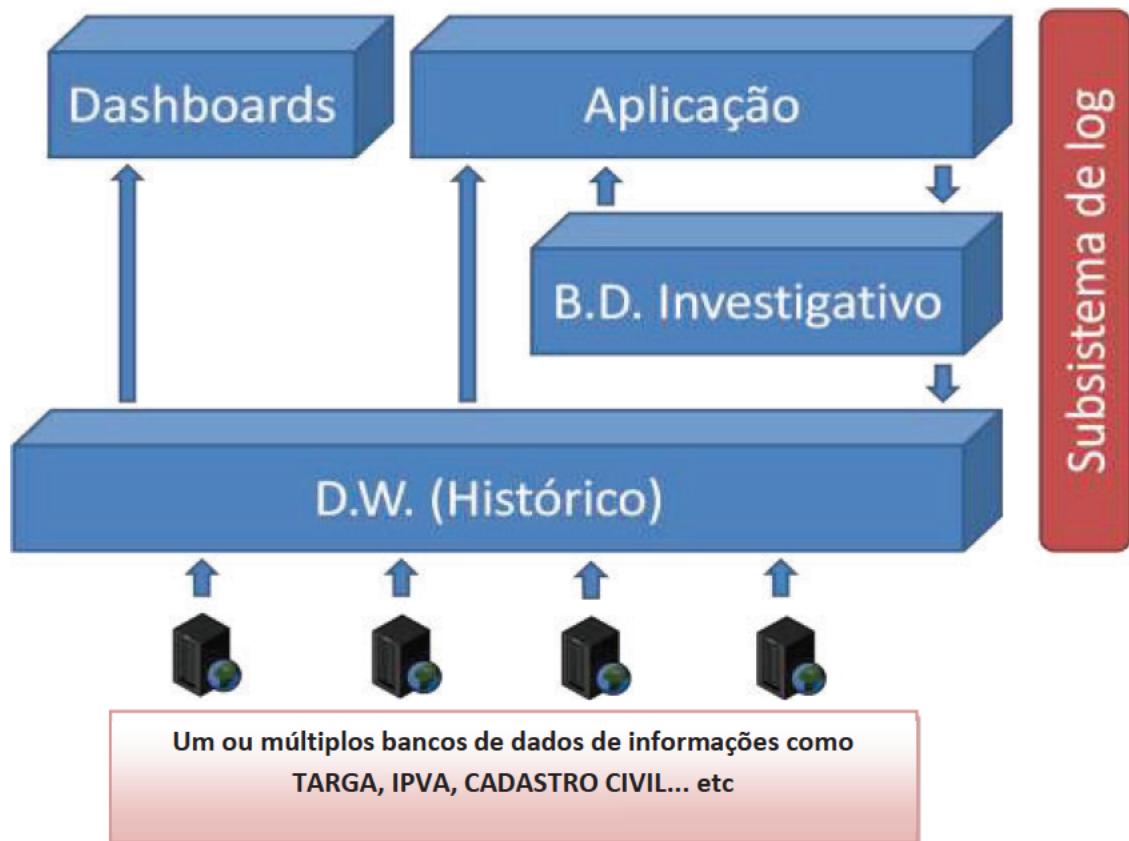 Dashboards
Aplicação
B.D. Investigativo
D.W. (Histórico)
Subsistema de log
Um ou múltiplos bancos de dados de informações como
TARGA, IPVA, CADASTRO CIVIL... etc